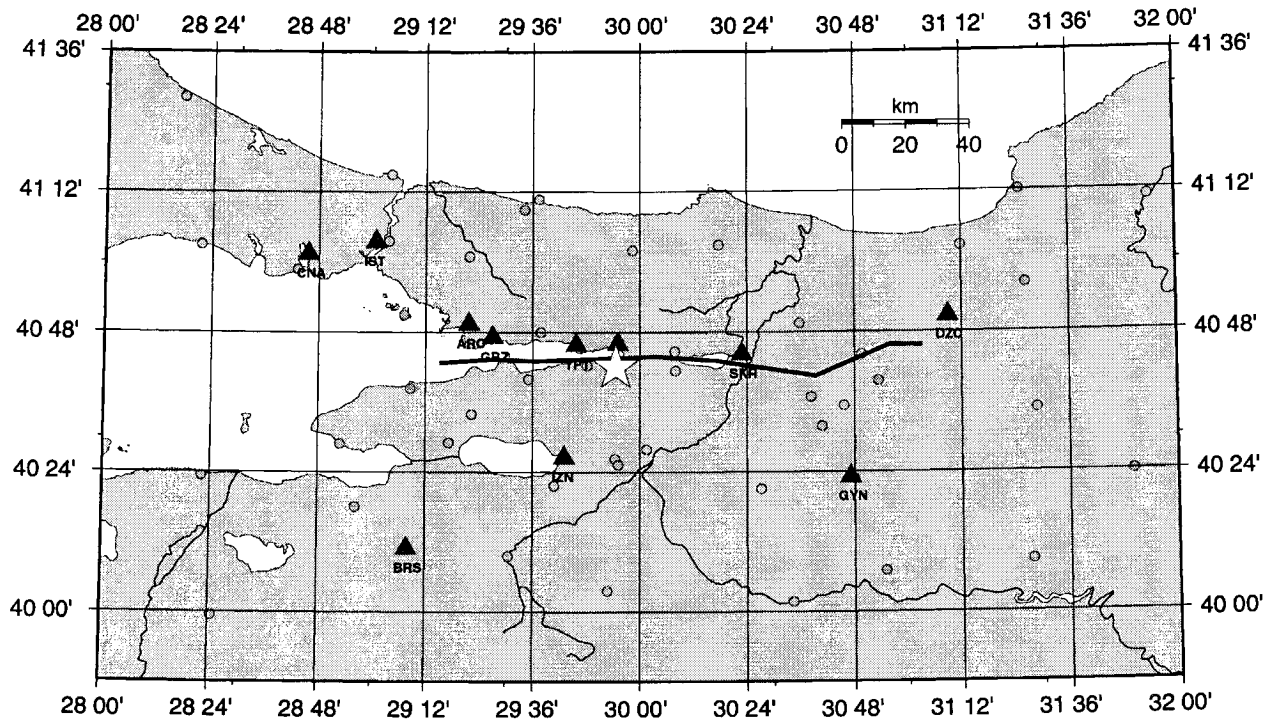 28 00' 28 24' 28 48' 29 12' 29 36' 30 00' 30 24' 30 48' 31 12' 31 36' 32 00'
41 36' 41 36'
km
0 20 40
41 12' 41 12'
IST
CNA
40 48' 40 48'
DZC
ARC
GBZ
SKR
40 24' 40 24'
IZN
GYN
BRS
40 00' 40 00'
28 00' 28 24' 28 48' 29 12' 29 36' 30 00' 30 24' 30 48' 31 12' 31 36' 32 00'